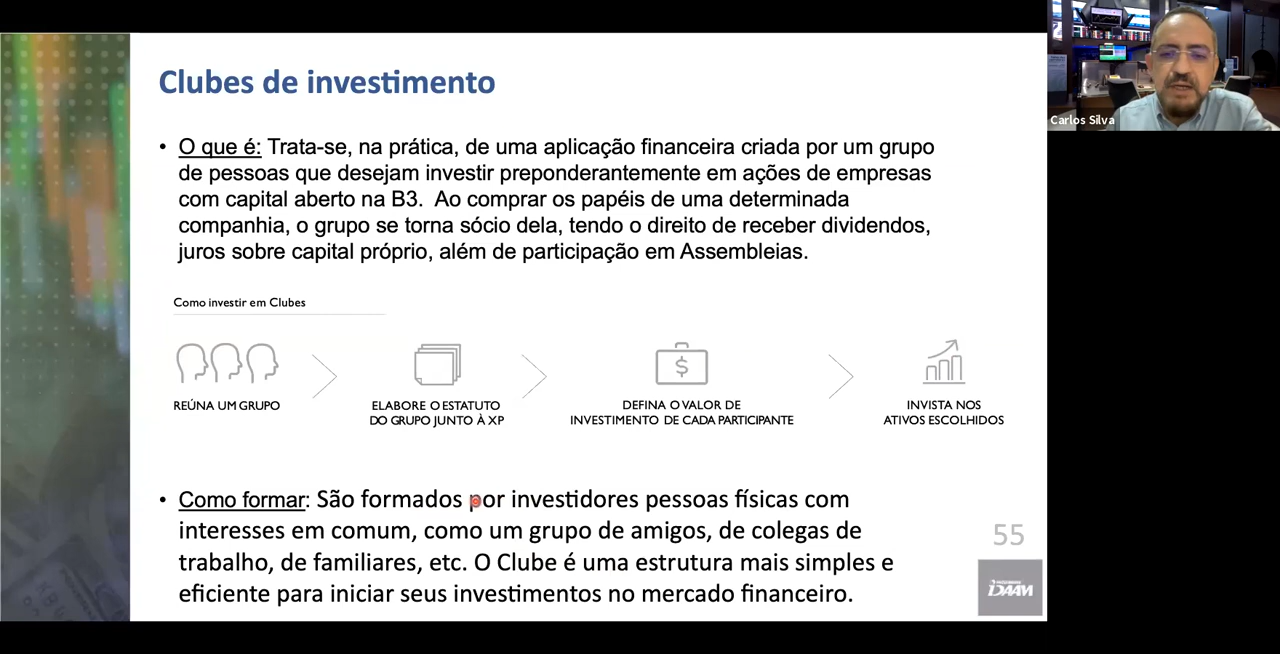 Clubes de investimento
Carlos Silva
• O que é: Trata-se, na prática, de uma aplicação financeira criada por um grupo
de pessoas que desejam investir preponderantemente em ações de empresas
com capital aberto na B3. Ao comprar os papéis de uma determinada
companhia, o grupo se torna sócio dela, tendo o direito de receber dividendos,
juros sobre capital próprio, além de participação em Assembleias.
Como investir em Clubes
REÚNA UM GRUPO
ELABORE O ESTATUTO
DO GRUPO JUNTO À XP
DEFINA O VALOR DE
INVESTIMENTO DE CADA PARTICIPANTE
INVISTA NOS
ATIVOS ESCOLHIDOS
• Como formar: São formados por investidores pessoas físicas com
interesses em comum, como um grupo de amigos, de colegas de
trabalho, de familiares, etc. O Clube é uma estrutura mais simples e
eficiente para iniciar seus investimentos no mercado financeiro.
55